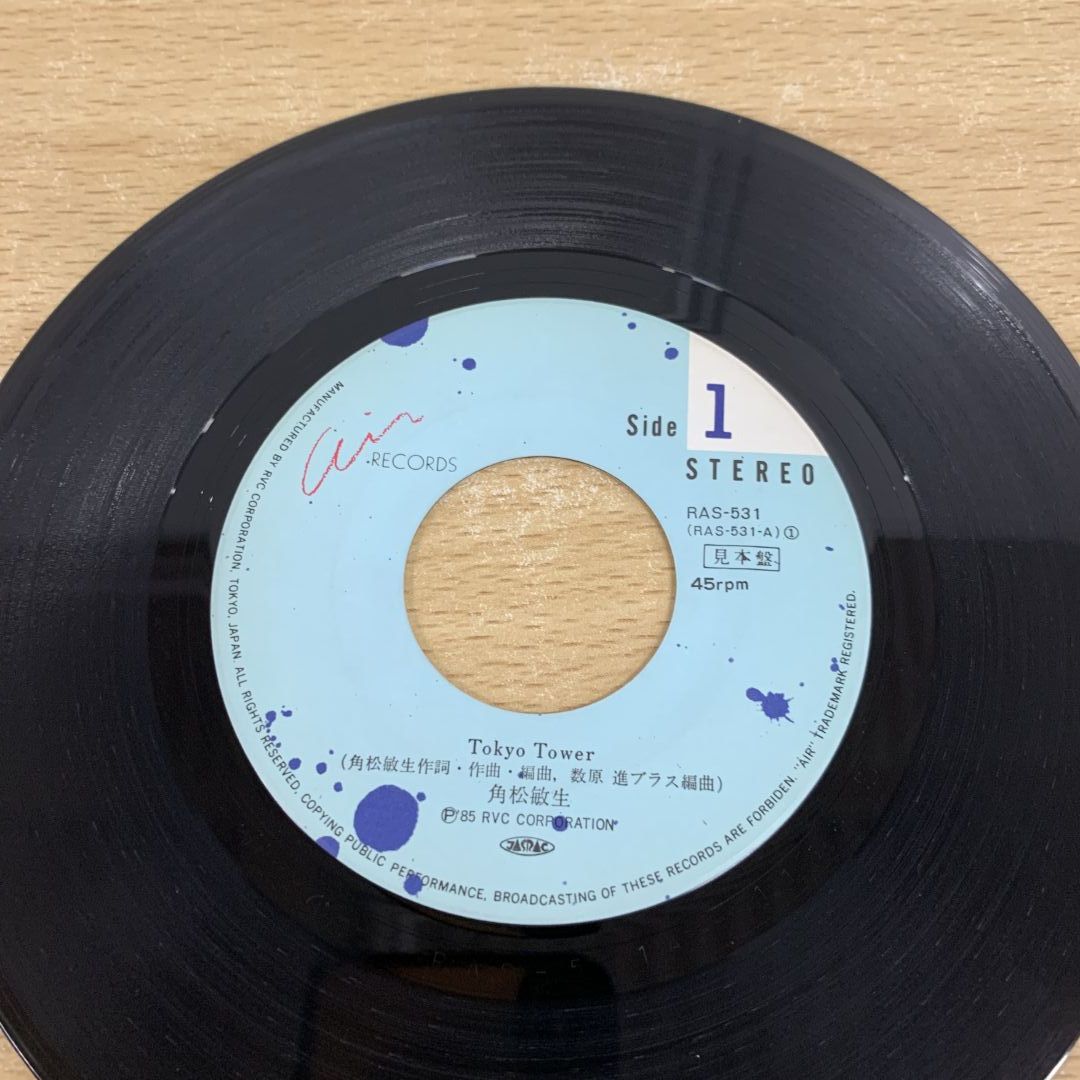 Air
RECORDS
Side 1
STEREO
RAS-531
(RAS-531-A)①
見本盤
45rpm
Tokyo Tower
(角松敏生作詞・作曲・編曲, 数原 進ブラス編曲)
角松敏生
Ⓟ'85 RVC CORPORATION
JASRAC
MANUFACTURED BY RVC CORPORATION, TOKYO, JAPAN. ALL RIGHTS RESERVED. COPYING PUBLIC PERFORMANCE, BROADCASTING OF THESE RECORDS ARE FORBIDDEN. "AIR" TRADEMARK REGISTERED.